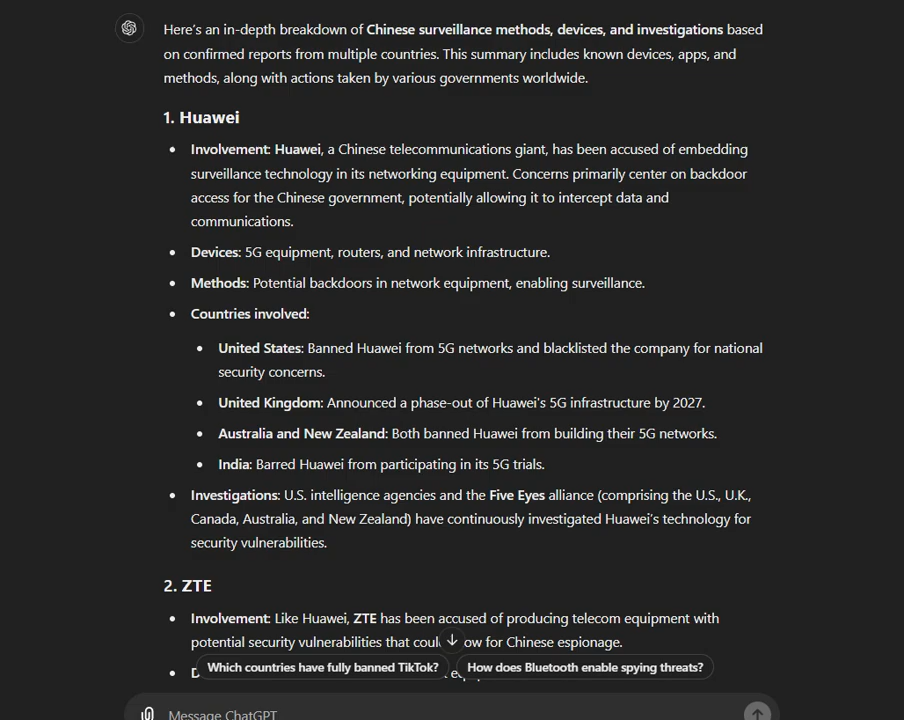 Here's an in-depth breakdown of Chinese surveillance methods, devices, and investigations based
on confirmed reports from multiple countries. This summary includes known devices, apps, and
methods, along with actions taken by various governments worldwide.
1. Huawei
Involvement: Huawei, a Chinese telecommunications giant, has been accused of embedding
surveillance technology in its networking equipment. Concerns primarily center on backdoor
access for the Chinese government, potentially allowing it to intercept data and
communications.
Devices: 5G equipment, routers, and network infrastructure.
Methods: Potential backdoors in network equipment, enabling surveillance.
Countries involved:
United States: Banned Huawei from 5G networks and blacklisted the company for national
security concerns.
United Kingdom: Announced a phase-out of Huawei's 5G infrastructure by 2027.
Australia and New Zealand: Both banned Huawei from building their 5G networks.
India: Barred Huawei from participating in its 5G trials.
Investigations: U.S. intelligence agencies and the Five Eyes alliance (comprising the U.S., U.K.,
Canada, Australia, and New Zealand) have continuously investigated Huawei's technology for
security vulnerabilities.
2. ZTE
Involvement: Like Huawei, ZTE has been accused of producing telecom equipment with
potential security vulnerabilities that for Chinese espionage.
Which countries have fully banned TikTok? How does Bluetooth enable spying threats?
Message ChatGPT